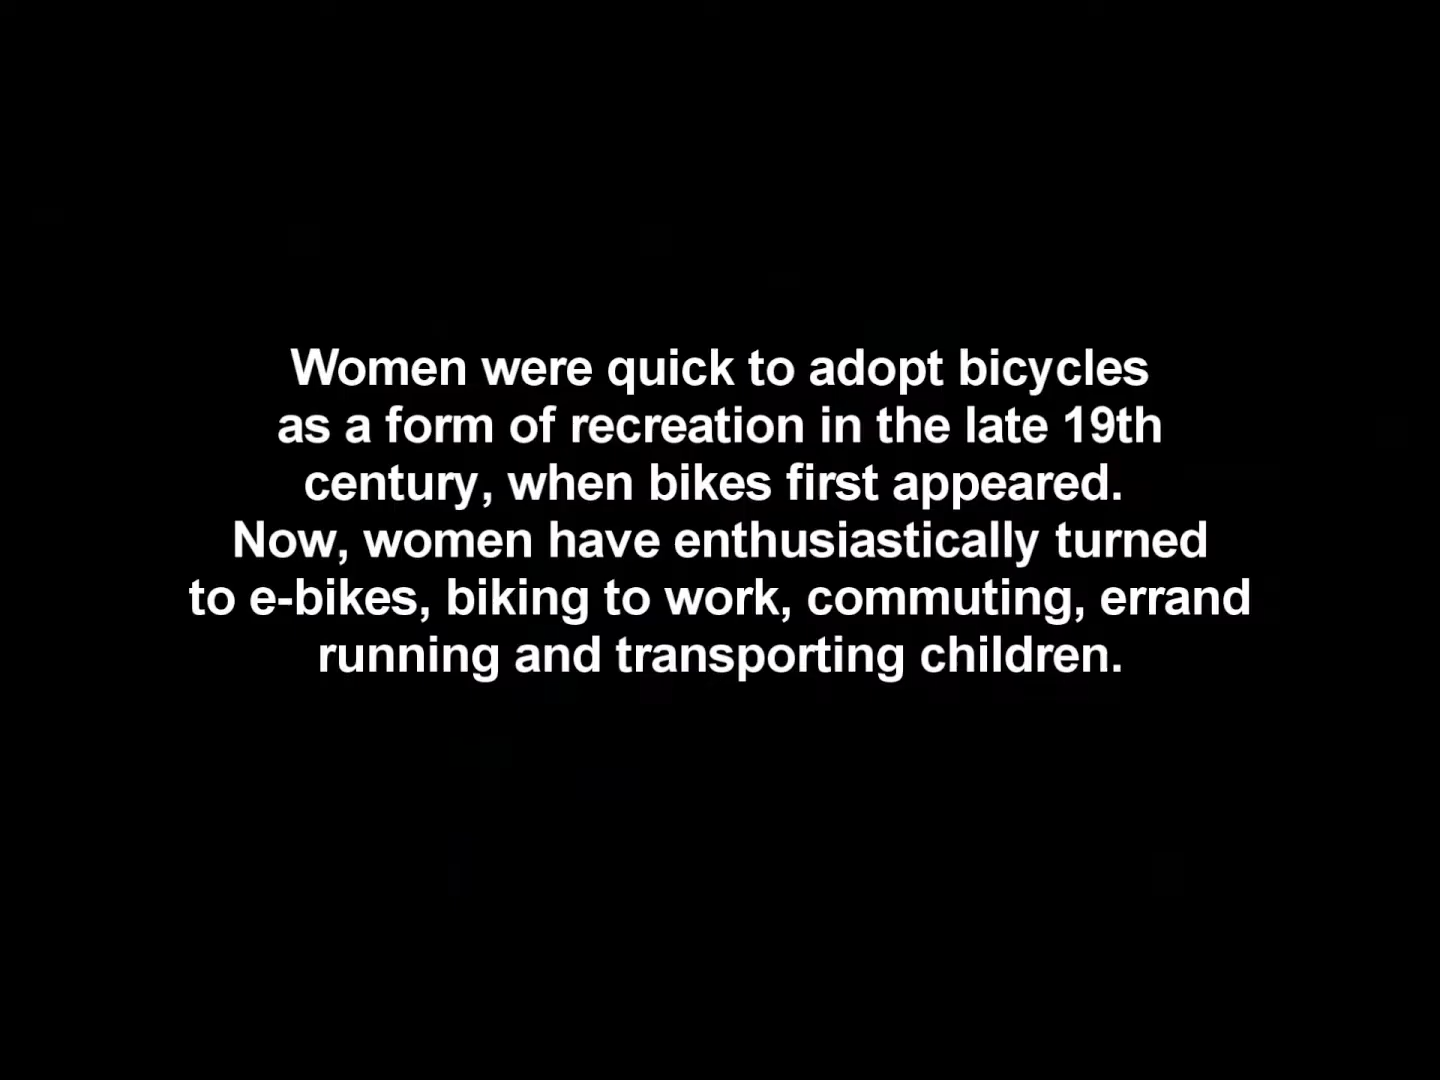 Women were quick to adopt bicycles
as a form of recreation in the late 19th
century, when bikes first appeared.
Now, women have enthusiastically turned
to e-bikes, biking to work, commuting, errand
running and transporting children.